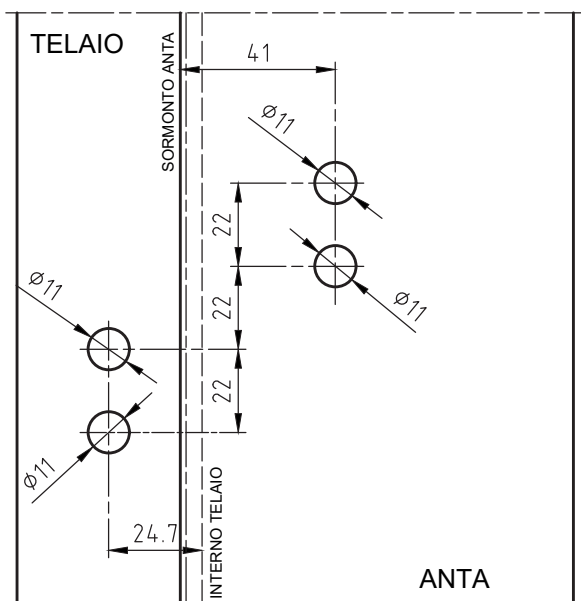 TELAIO
SORMONTO ANTA
41
Ø11
22
Ø11
22
Ø11
22
Ø11
24.7
INTERNO TELAIO
ANTA